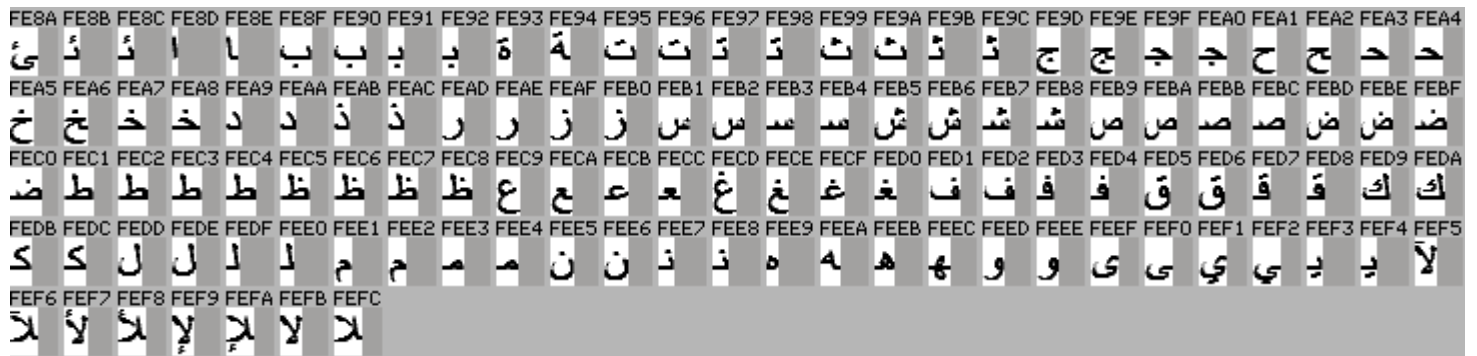 FE8A FE8B FE8C FE8D FE8E FE8F FE90 FE91 FE92 FE93 FE94 FE95 FE96 FE97 FE98 FE99 FE9A FE9B FE9C FE9D FE9E FE9F FEA0 FEA1 FEA2 FEA3 FEA4
ﺊ ﺋ ﺌ ﺍ ﺎ ﺏ ﺐ ﺑ ﺒ ﺓ ﺔ ﺕ ﺖ ﺗ ﺘ ﺙ ﺚ ﺛ ﺜ ﺝ ﺞ ﺟ ﺠ ﺡ ﺢ ﺣ ﺤ
FEA5 FEA6 FEA7 FEA8 FEA9 FEAA FEAB FEAC FEAD FEAE FEAF FEB0 FEB1 FEB2 FEB3 FEB4 FEB5 FEB6 FEB7 FEB8 FEB9 FEBA FEBB FEBC FEBD FEBE FEBF
ﺥ ﺦ ﺧ ﺨ ﺩ ﺪ ﺫ ﺬ ﺭ ﺮ ﺯ ﺰ ﺱ ﺲ ﺳ ﺴ ﺵ ﺶ ﺷ ﺸ ﺹ ﺺ ﺻ ﺼ ﺽ ﺾ ﺿ
FEC0 FEC1 FEC2 FEC3 FEC4 FEC5 FEC6 FEC7 FEC8 FEC9 FECA FECB FECC FECD FECE FECF FED0 FED1 FED2 FED3 FED4 FED5 FED6 FED7 FED8 FED9 FEDA
ﻀ ﻁ ﻂ ﻃ ﻄ ﻅ ﻆ ﻇ ﻈ ﻉ ﻊ ﻋ ﻌ ﻍ ﻎ ﻏ ﻐ ﻑ ﻒ ﻓ ﻔ ﻕ ﻖ ﻗ ﻘ ﻙ ﻚ
FEDB FEDC FEDD FEDE FEDF FEE0 FEE1 FEE2 FEE3 FEE4 FEE5 FEE6 FEE7 FEE8 FEE9 FEEA FEEB FEEC FEED FEEE FEEF FEF0 FEF1 FEF2 FEF3 FEF4 FEF5
ﻛ ﻜ ﻝ ﻞ ﻟ ﻠ ﻡ ﻢ ﻣ ﻤ ﻥ ﻦ ﻧ ﻨ ﻩ ﻪ ﻫ ﻬ ﻭ ﻮ ﻯ ﻰ ﻱ ﻲ ﻳ ﻴ ﻵ
FEF6 FEF7 FEF8 FEF9 FEFA FEFB FEFC
ﻶ ﻷ ﻸ ﻹ ﻺ ﻻ ﻼ